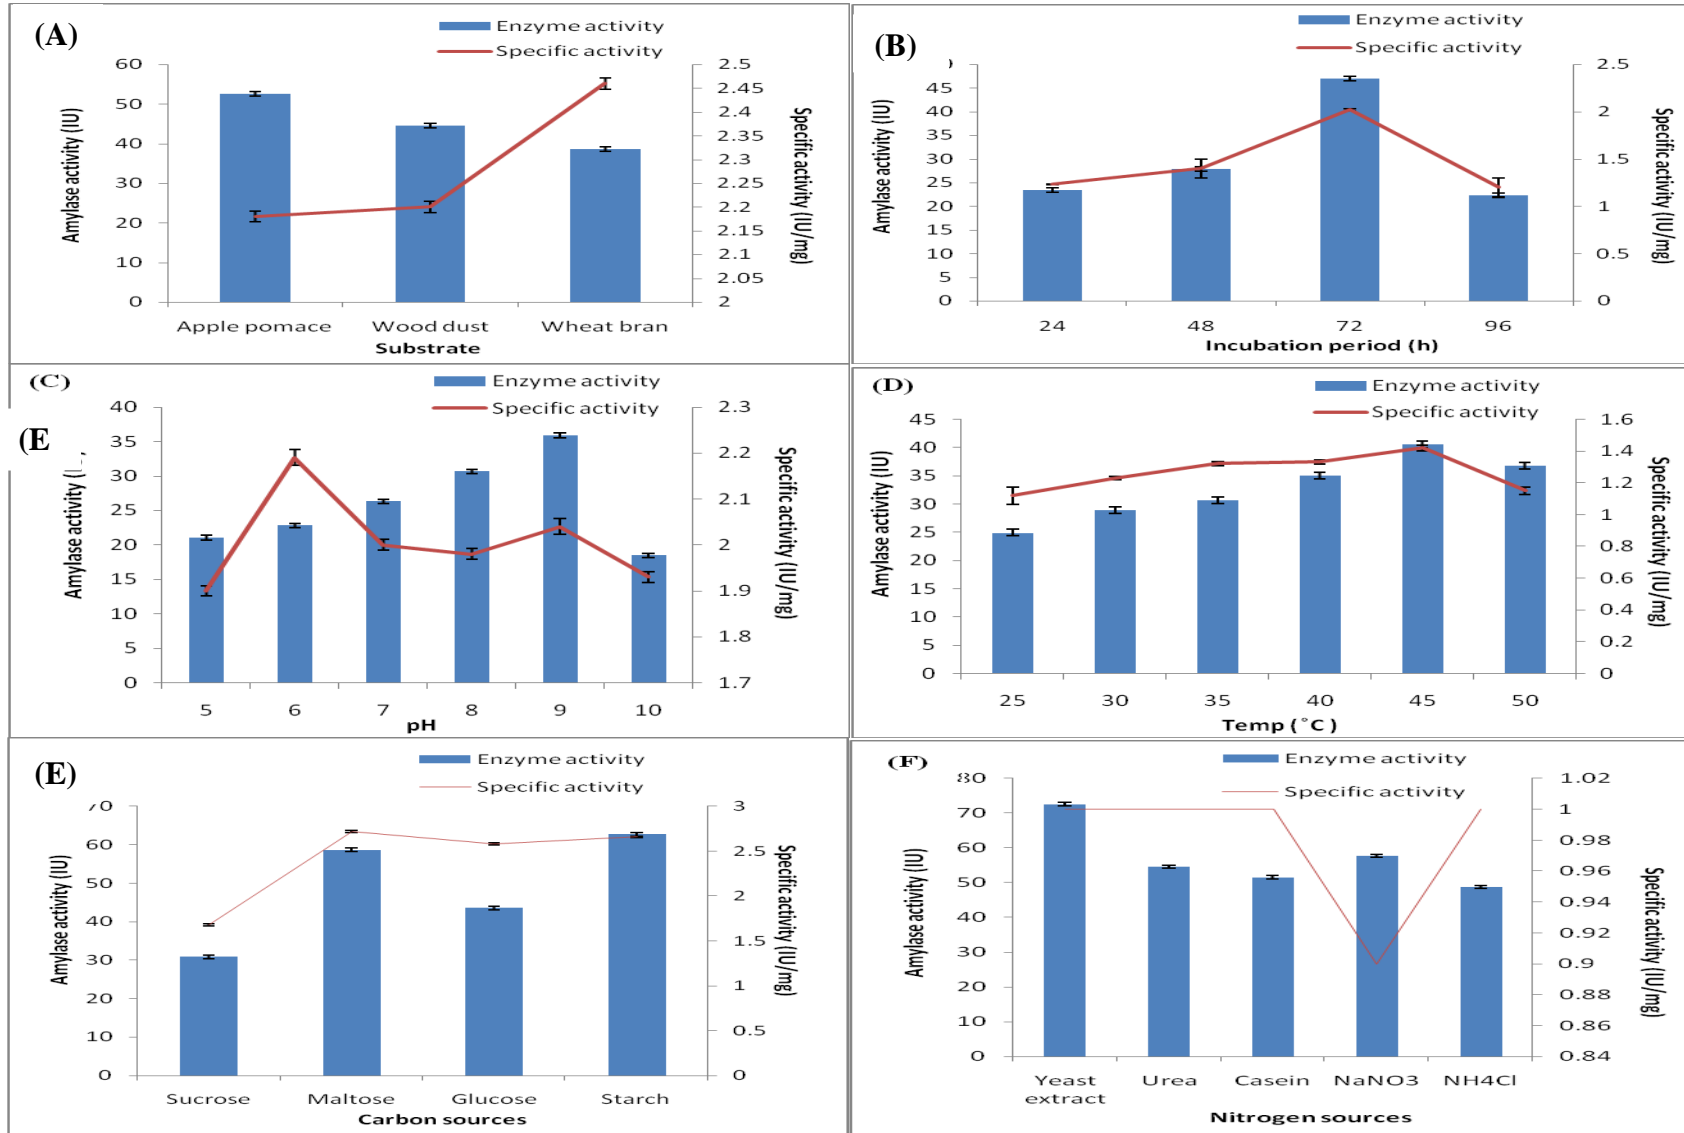 (A)
Enzyme activity
Specific activity
Amylase activity (IU)
60
50
40
30
20
10
0
2.5
2.45
2.4
2.35
2.3
2.25
2.2
2.15
2.1
2.05
2
Specific activity (IU/mg)
Apple pomace Wood dust Wheat bran
Substrate
(B)
Enzyme activity
Specific activity
Amylase activity (IU)
45
40
35
30
25
20
15
10
5
0
2.5
2
1.5
1
0.5
0
Specific activity (IU/mg)
24 48 72 96
Incubation period (h)
(C)
(E
Enzyme activity
Specific activity
Amylase activity
40
35
30
25
20
15
10
5
0
2.3
2.2
2.1
2
1.9
1.8
1.7
Specific activity (IU/mg)
5 6 7 8 9 10
pH
(D)
Enzyme activity
Specific activity
Amylase activity (IU)
45
40
35
30
25
20
15
10
5
0
1.6
1.4
1.2
1
0.8
0.6
0.4
0.2
0
Specific activity (IU/mg)
25 30 35 40 45 50
Temp (˚C )
(E)
Enzyme activity
Specific activity
Amylase activity (IU)
70
60
50
40
30
20
10
0
3
2.5
2
1.5
1
0.5
0
Specific activity (IU/mg)
Sucrose Maltose Glucose Starch
Carbon sources
(F)
Enzyme activity
Specific activity
Amylase activity (IU)
80
70
60
50
40
30
20
10
0
1.02
1
0.98
0.96
0.94
0.92
0.9
0.88
0.86
0.84
Specific activity (IU/mg)
Yeast extract Urea Casein NaNO3 NH4Cl
Nitrogen sources